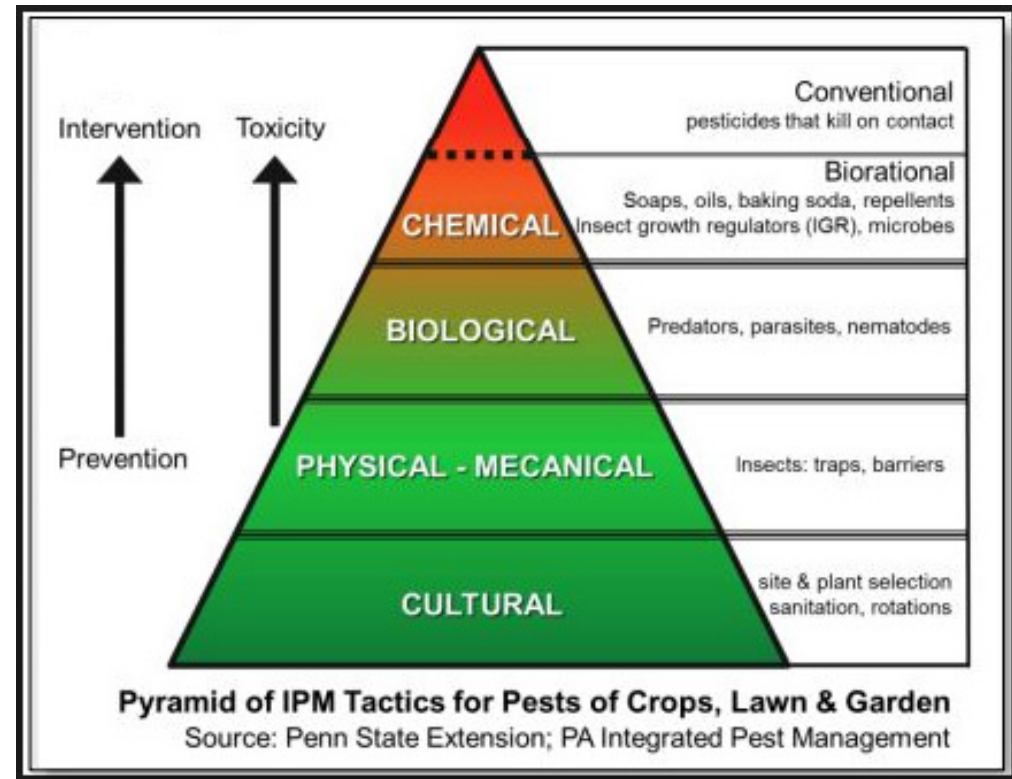 Intervention
Toxicity
Prevention
Conventional
pesticides that kill on contact
Biorational
Soaps, oils, baking soda, repellents
Insect growth regulators (IGR), microbes
CHEMICAL
BIOLOGICAL
Predators, parasites, nematodes
PHYSICAL - MECANICAL
Insects: traps, barriers
CULTURAL
site & plant selection
sanitation, rotations
Pyramid of IPM Tactics for Pests of Crops, Lawn & Garden
Source: Penn State Extension; PA Integrated Pest Management